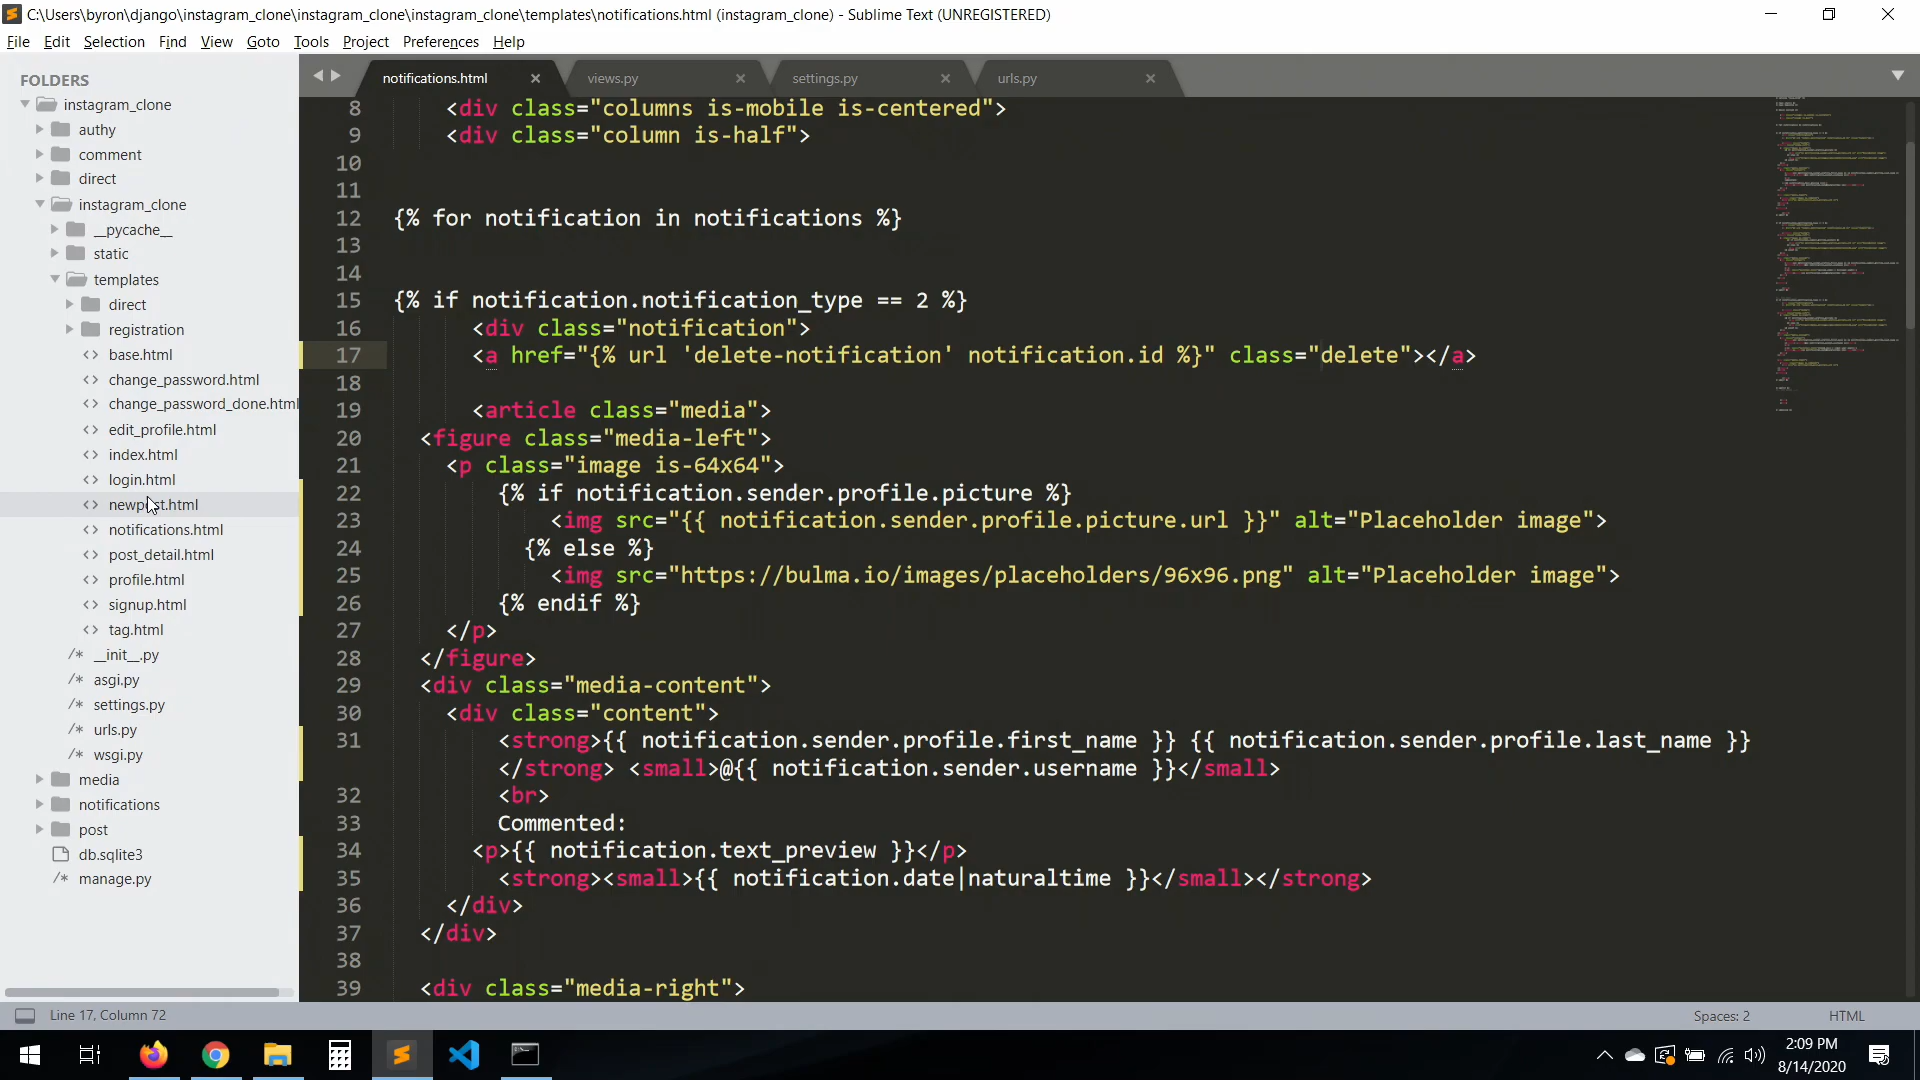 C:\Users\byron\django\instagram_clone\instagram_clone\instagram_clone\templates\notifications.html (instagram_clone) - Sublime Text (UNREGISTERED)
File Edit Selection Find View Goto Tools Project Preferences Help
FOLDERS
instagram_clone
authy
comment
direct
instagram_clone
__pycache__
static
templates
direct
registration
base.html
change_password.html
change_password_done.html
edit_profile.html
index.html
login.html
newpost.html
notifications.html
post_detail.html
profile.html
signup.html
tag.html
__init__.py
asgi.py
settings.py
urls.py
wsgi.py
media
notifications
post
db.sqlite3
manage.py
notifications.html views.py settings.py urls.py
8 <div class="columns is-mobile is-centered">
9 <div class="column is-half">
10
11
12 {% for notification in notifications %}
13
14
15 {% if notification.notification_type == 2 %}
16 <div class="notification">
17 <a href="{% url 'delete-notification' notification.id %}" class="delete"></a>
18
19 <article class="media">
20 <figure class="media-left">
21 <p class="image is-64x64">
22 {% if notification.sender.profile.picture %}
23 <img src="{{ notification.sender.profile.picture.url }}" alt="Placeholder image">
24 {% else %}
25 <img src="https://bulma.io/images/placeholders/96x96.png" alt="Placeholder image">
26 {% endif %}
27 </p>
28 </figure>
29 <div class="media-content">
30 <div class="content">
31 <strong>{{ notification.sender.profile.first_name }} {{ notification.sender.profile.last_name }}
</strong> <small>@{{ notification.sender.username }}</small>
32 <br>
33 Commented:
34 <p>{{ notification.text_preview }}</p>
35 <strong><small>{{ notification.date|naturaltime }}</small></strong>
36 </div>
37 </div>
38
39 <div class="media-right">
Line 17, Column 72 Spaces: 2 HTML
2:09 PM
8/14/2020